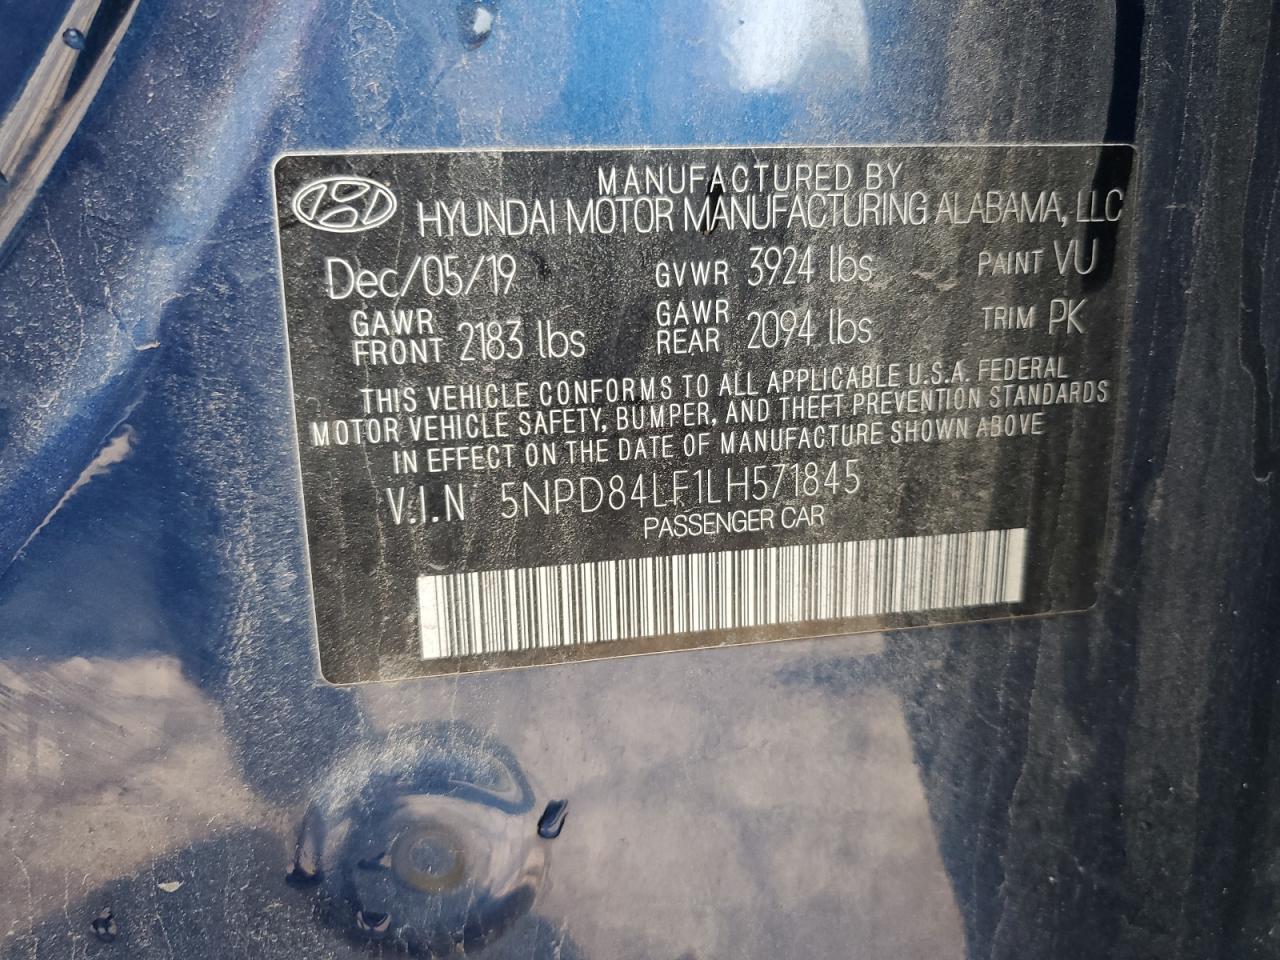 MANUFACTURED BY
HYUNDAI MOTOR MANUFACTURING ALABAMA, LLC
Dec/05/19 GVWR 3924 lbs PAINT VU
GAWR FRONT 2183 lbs GAWR REAR 2094 lbs TRIM PK
THIS VEHICLE CONFORMS TO ALL APPLICABLE U.S.A. FEDERAL
MOTOR VEHICLE SAFETY, BUMPER, AND THEFT PREVENTION STANDARDS
IN EFFECT ON THE DATE OF MANUFACTURE SHOWN ABOVE
V.I.N 5NPD84LF1LH571845
PASSENGER CAR